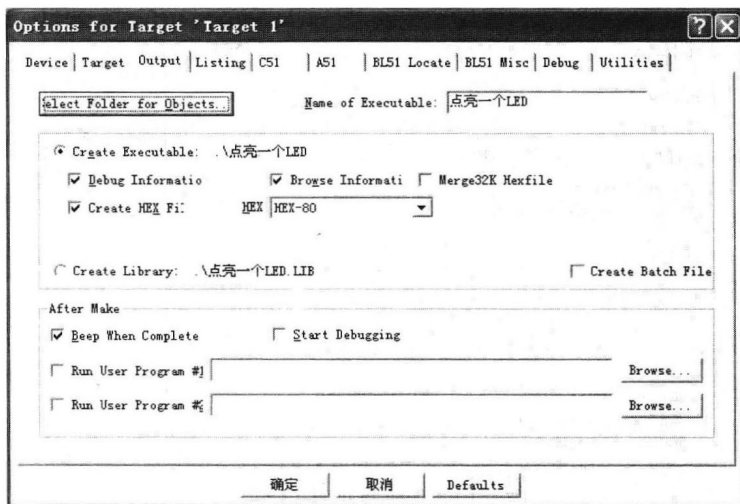 Options for Target 'Target 1'
Device Target Output Listing C51 A51 BL51 Locate BL51 Misc Debug Utilities
elect Folder for Objects.. Name of Executable: 点亮一个LED
Create Executable: .\点亮一个LED
Debug Informatio Browse Informati Merge32K Hexfile
Create HEX Fi: HEX HEX-80
Create Library: .\点亮一个LED.LIB Create Batch File
After Make
Beep When Complete Start Debugging
Run User Program #1 Browse...
Run User Program #2 Browse...
确定 取消 Defaults